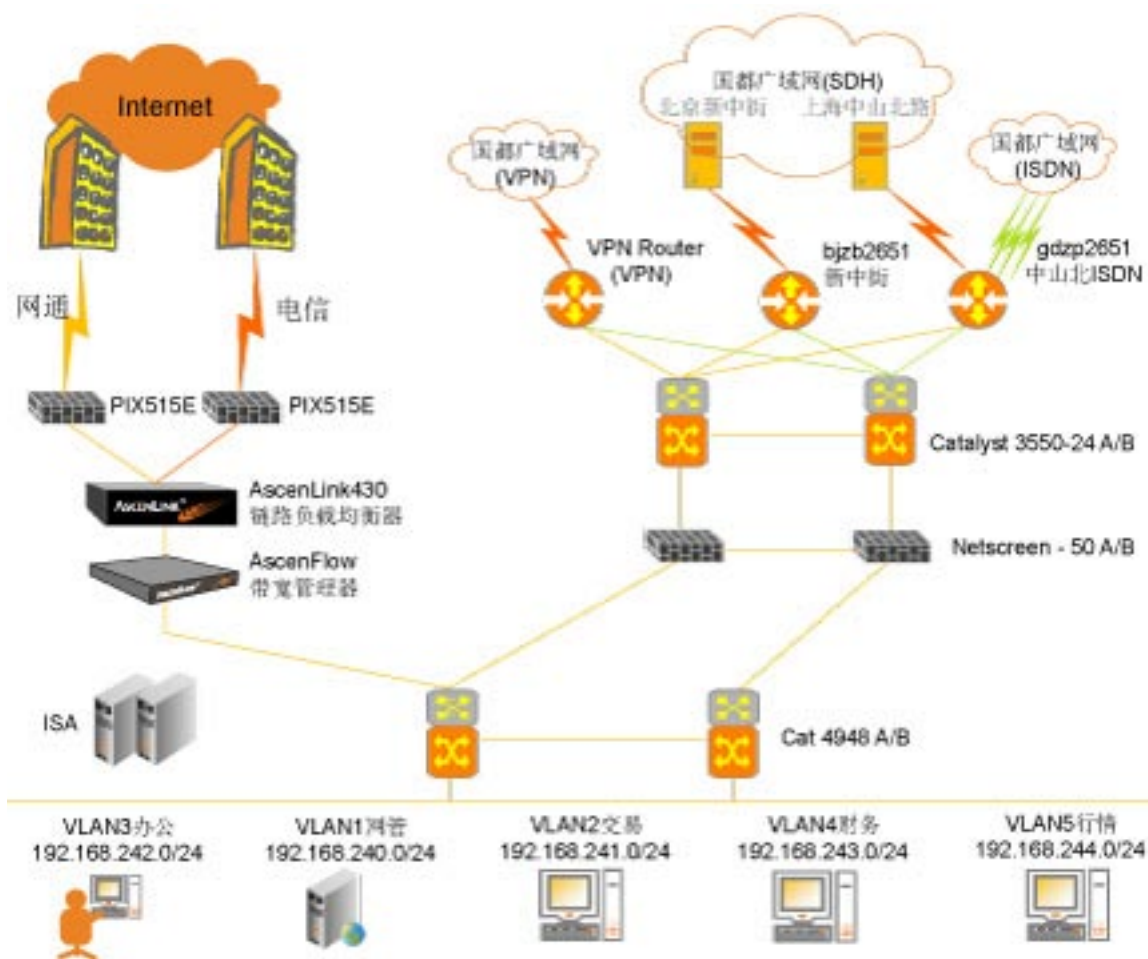 Internet
国都广域网(SDH)
北京新中街 上海中山北路
国都广域网
(VPN)
国都广域网
(ISDN)
VPN Router
(VPN)
bjzb2651
新中街
gdzp2651
中山北ISDN
网通
电信
PIX515E
PIX515E
Catalyst 3550-24 A/B
ASCENLINK
AscenLink430
链路负载均衡器
Netscreen - 50 A/B
AscenFlow
带宽管理器
ISA
Cat 4948 A/B
VLAN3办公
192.168.242.0/24
VLAN1网管
192.168.240.0/24
VLAN2交易
192.168.241.0/24
VLAN4财务
192.168.243.0/24
VLAN5行情
192.168.244.0/24